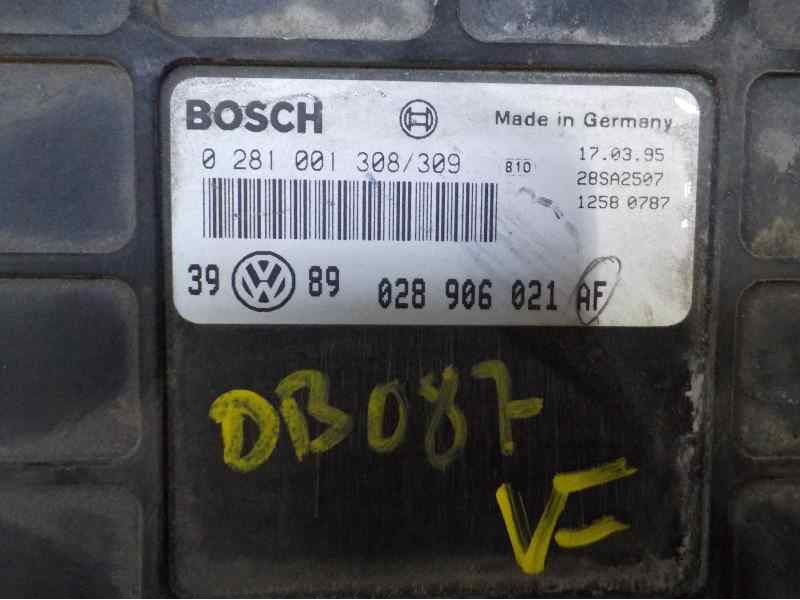 BOSCH Made in Germany
0 281 001 308/309 810 17.03.95
28SA2507
1258 0787
39 VW 89 028 906 021 AF
DB087
V=